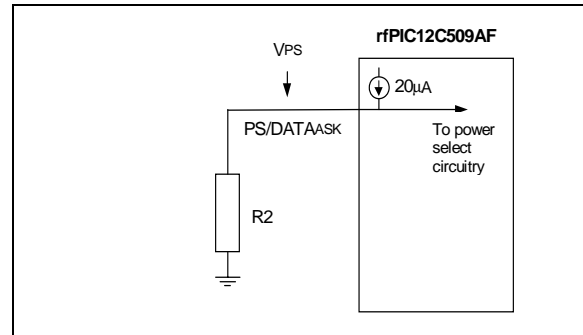 rfPIC12C509AF
VPS
20µA
PS/DATAASK
To power
select
circuitry
R2